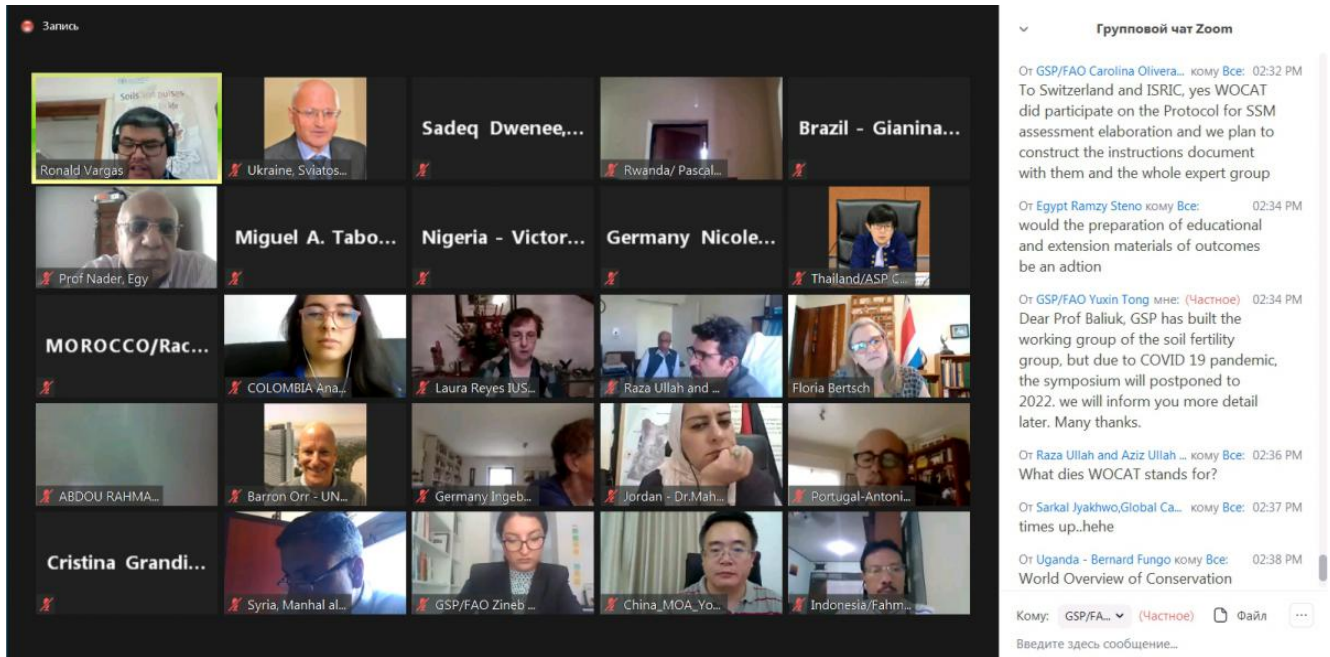 Запись
Soils and pulses
Ronald Vargas
Ukraine, Sviatos...
Sadeq Dwenee,...
Rwanda/ Pascal...
Brazil - Gianina...
Prof Nader, Egy
Miguel A. Tabo...
Nigeria - Victor...
Germany Nicole...
Thailand/ASP C...
MOROCCO/Rac...
COLOMBIA Ana...
Laura Reyes IUS...
Raza Ullah and ...
Floria Bertsch
ABDOU RAHMA...
Barron Orr - UN...
Germany Ingeb...
Jordan - Dr.Mah...
Portugal-Antoni...
Cristina Grandi...
Syria, Manhal al...
GSP/FAO Zineb ...
China_MOA_Yo...
Indonesia/Fahm...
Групповой чат Zoom
От GSP/FAO Carolina Olivera... кому Все: 02:32 PM
To Switzerland and ISRIC, yes WOCAT
did participate on the Protocol for SSM
assessment elaboration and we plan to
construct the instructions document
with them and the whole expert group
От Egypt Ramzy Steno кому Все: 02:34 PM
would the preparation of educational
and extension materials of outcomes
be an adtion
От GSP/FAO Yuxin Tong мне: (Частное) 02:34 PM
Dear Prof Baliuk, GSP has built the
working group of the soil fertility
group, but due to COVID 19 pandemic,
the symposium will postponed to
2022. we will inform you more detail
later. Many thanks.
От Raza Ullah and Aziz Ullah ... кому Все: 02:36 PM
What dies WOCAT stands for?
От Sarkal Jyakhwo,Global Ca... кому Все: 02:37 PM
times up..hehe
От Uganda - Bernard Fungo кому Все: 02:38 PM
World Overview of Conservation
Кому: GSP/FA... (Частное) Файл ...
Введите здесь сообщение...